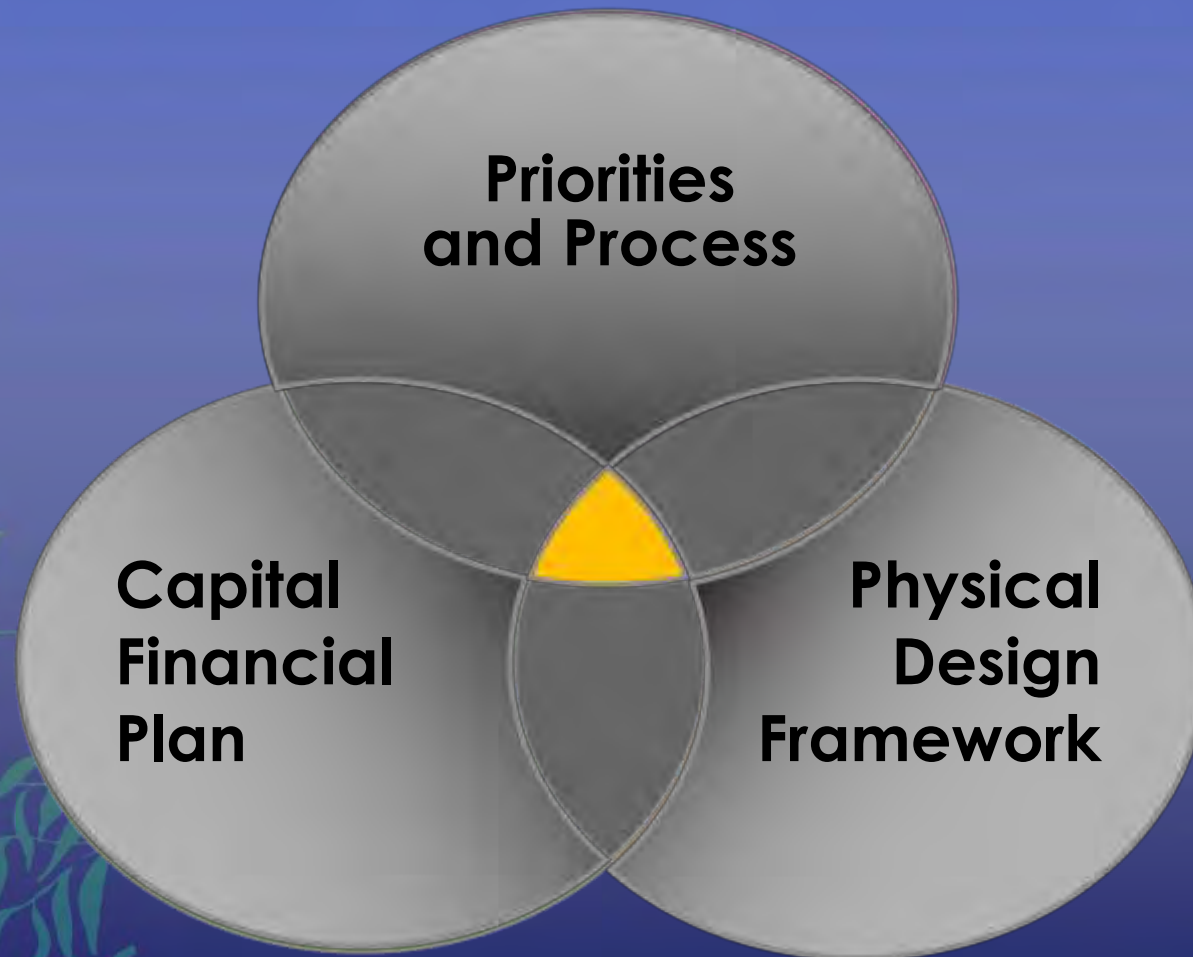 Priorities
and Process
Capital
Financial
Plan
Physical
Design
Framework